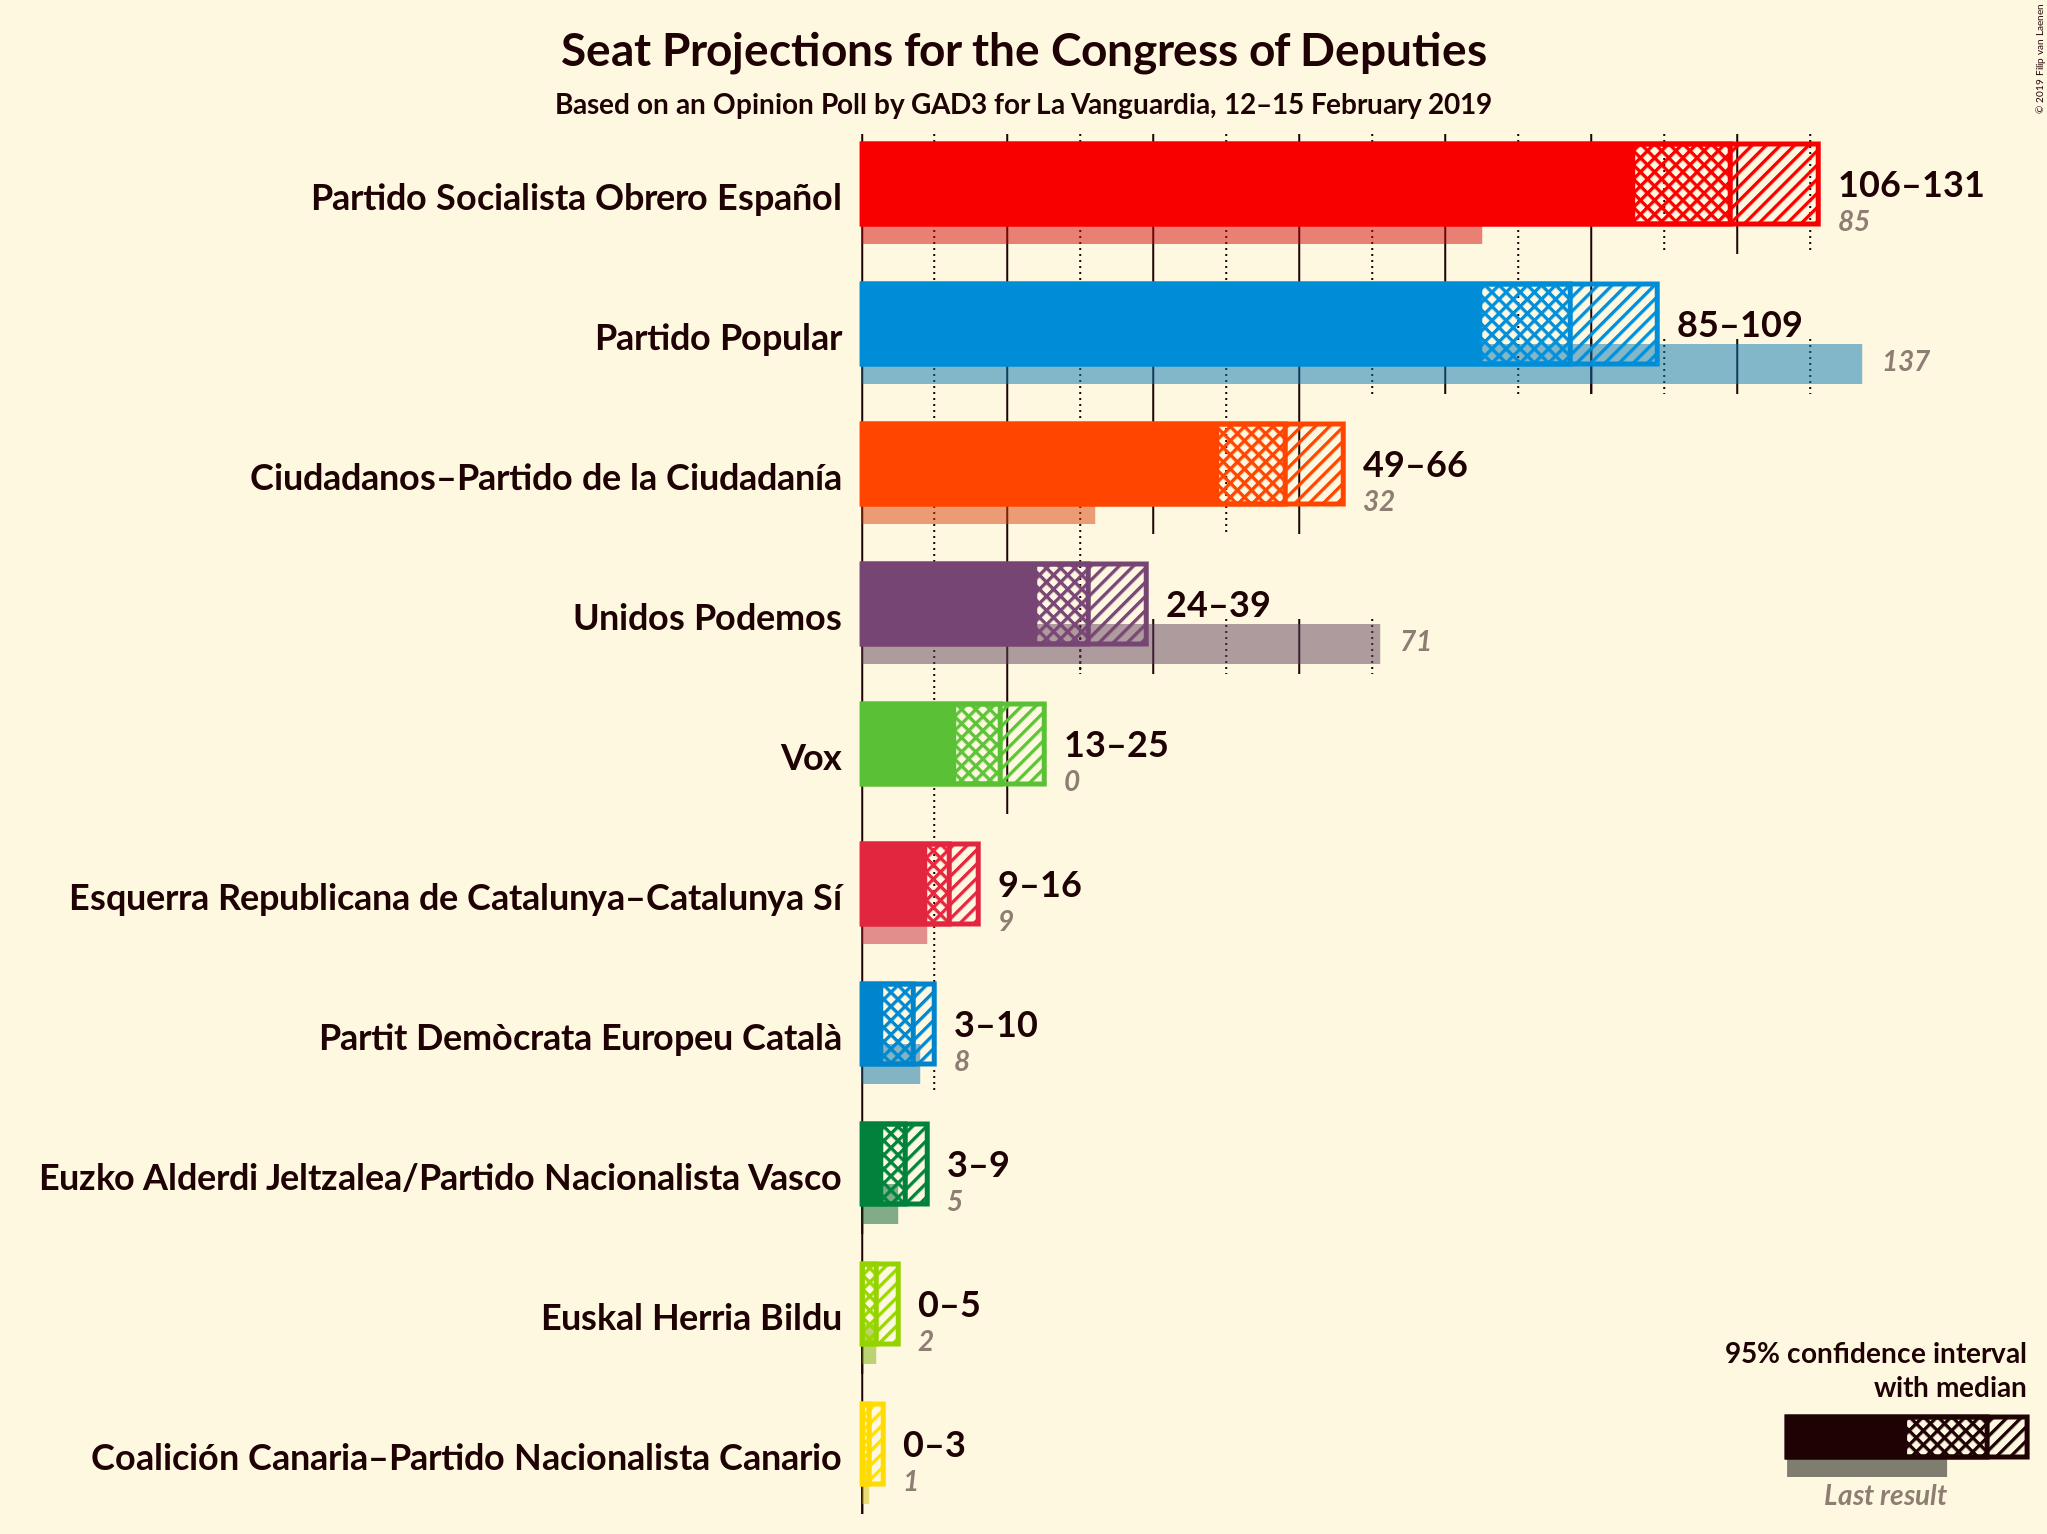 Seat Projections for the Congress of Deputies
Based on an Opinion Poll by GAD3 for La Vanguardia, 12–15 February 2019
© 2019 Filip van Laenen
Partido Socialista Obrero Español
106–131
85
Partido Popular
85–109
137
Ciudadanos–Partido de la Ciudadanía
49–66
32
Unidos Podemos
24–39
71
Vox
13–25
0
Esquerra Republicana de Catalunya–Catalunya Sí
9–16
9
Partit Demòcrata Europeu Català
3–10
8
Euzko Alderdi Jeltzalea/Partido Nacionalista Vasco
3–9
5
Euskal Herria Bildu
0–5
2
Coalición Canaria–Partido Nacionalista Canario
0–3
1
95% confidence interval
with median
Last result